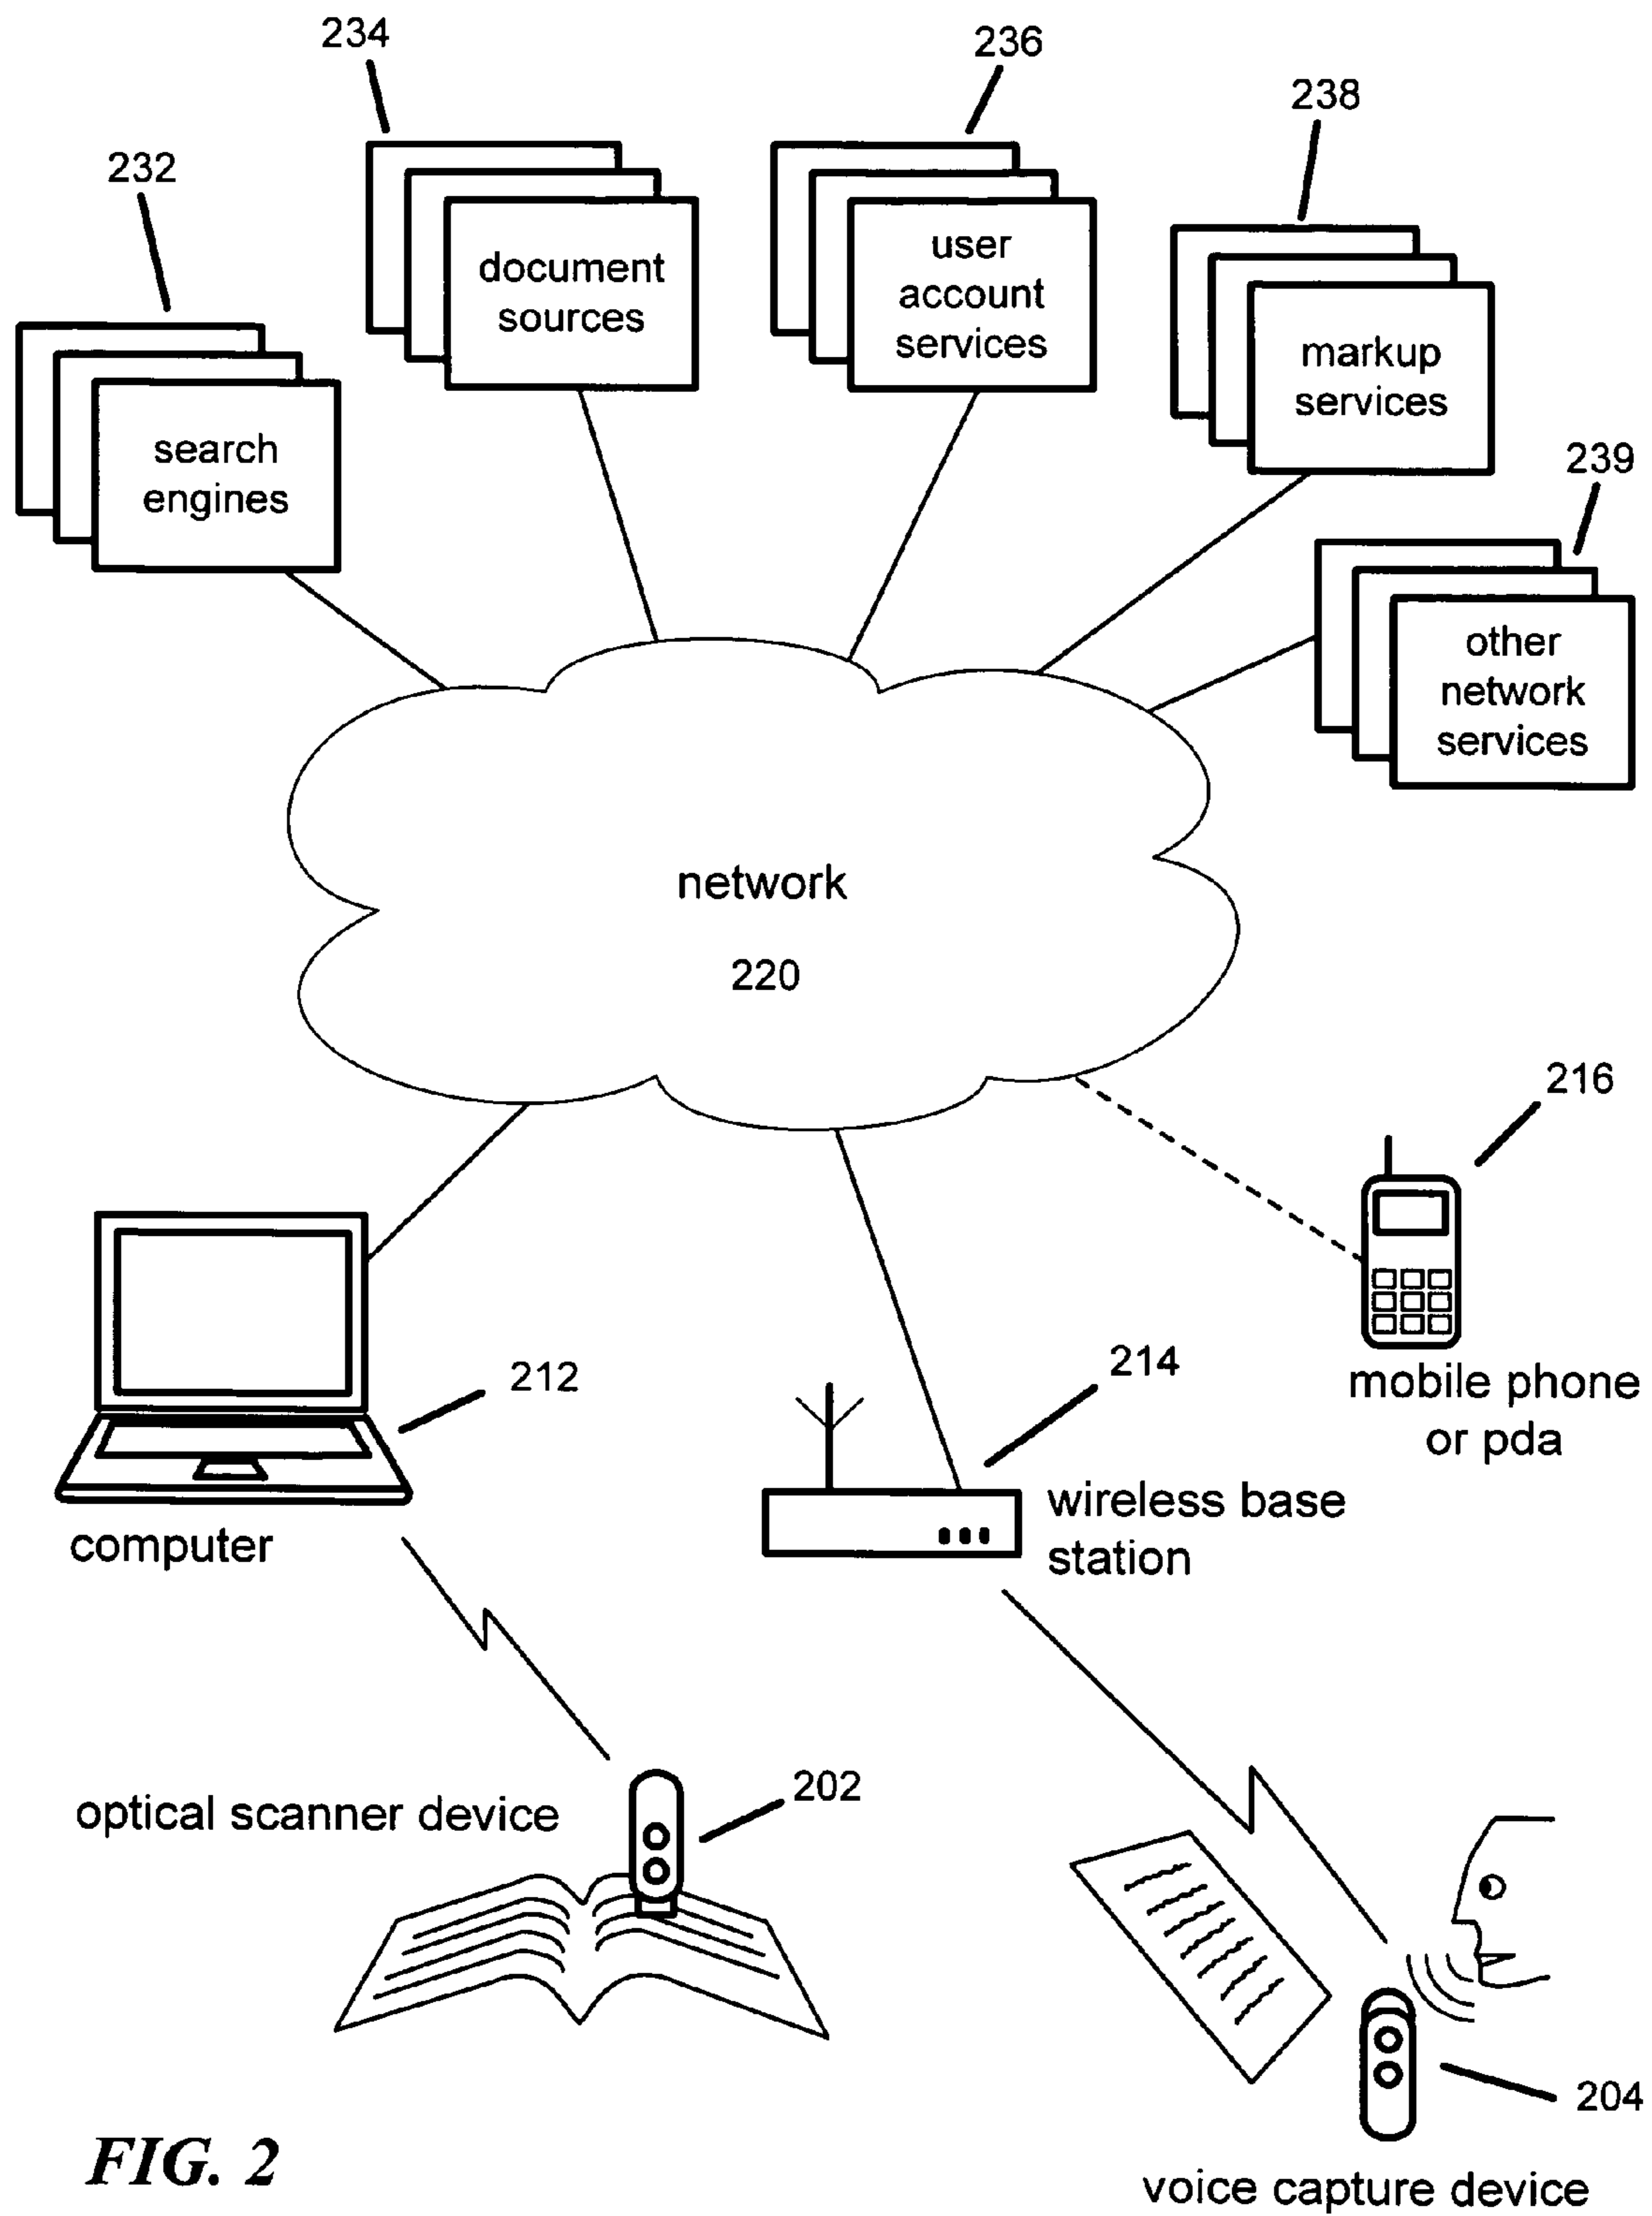 234
236
238
232
document
sources
user
account
services
markup
services
search
engines
239
other
network
services
network
220
216
mobile phone
or pda
212
214
computer
wireless base
station
optical scanner device
202
204
FIG. 2
voice capture device